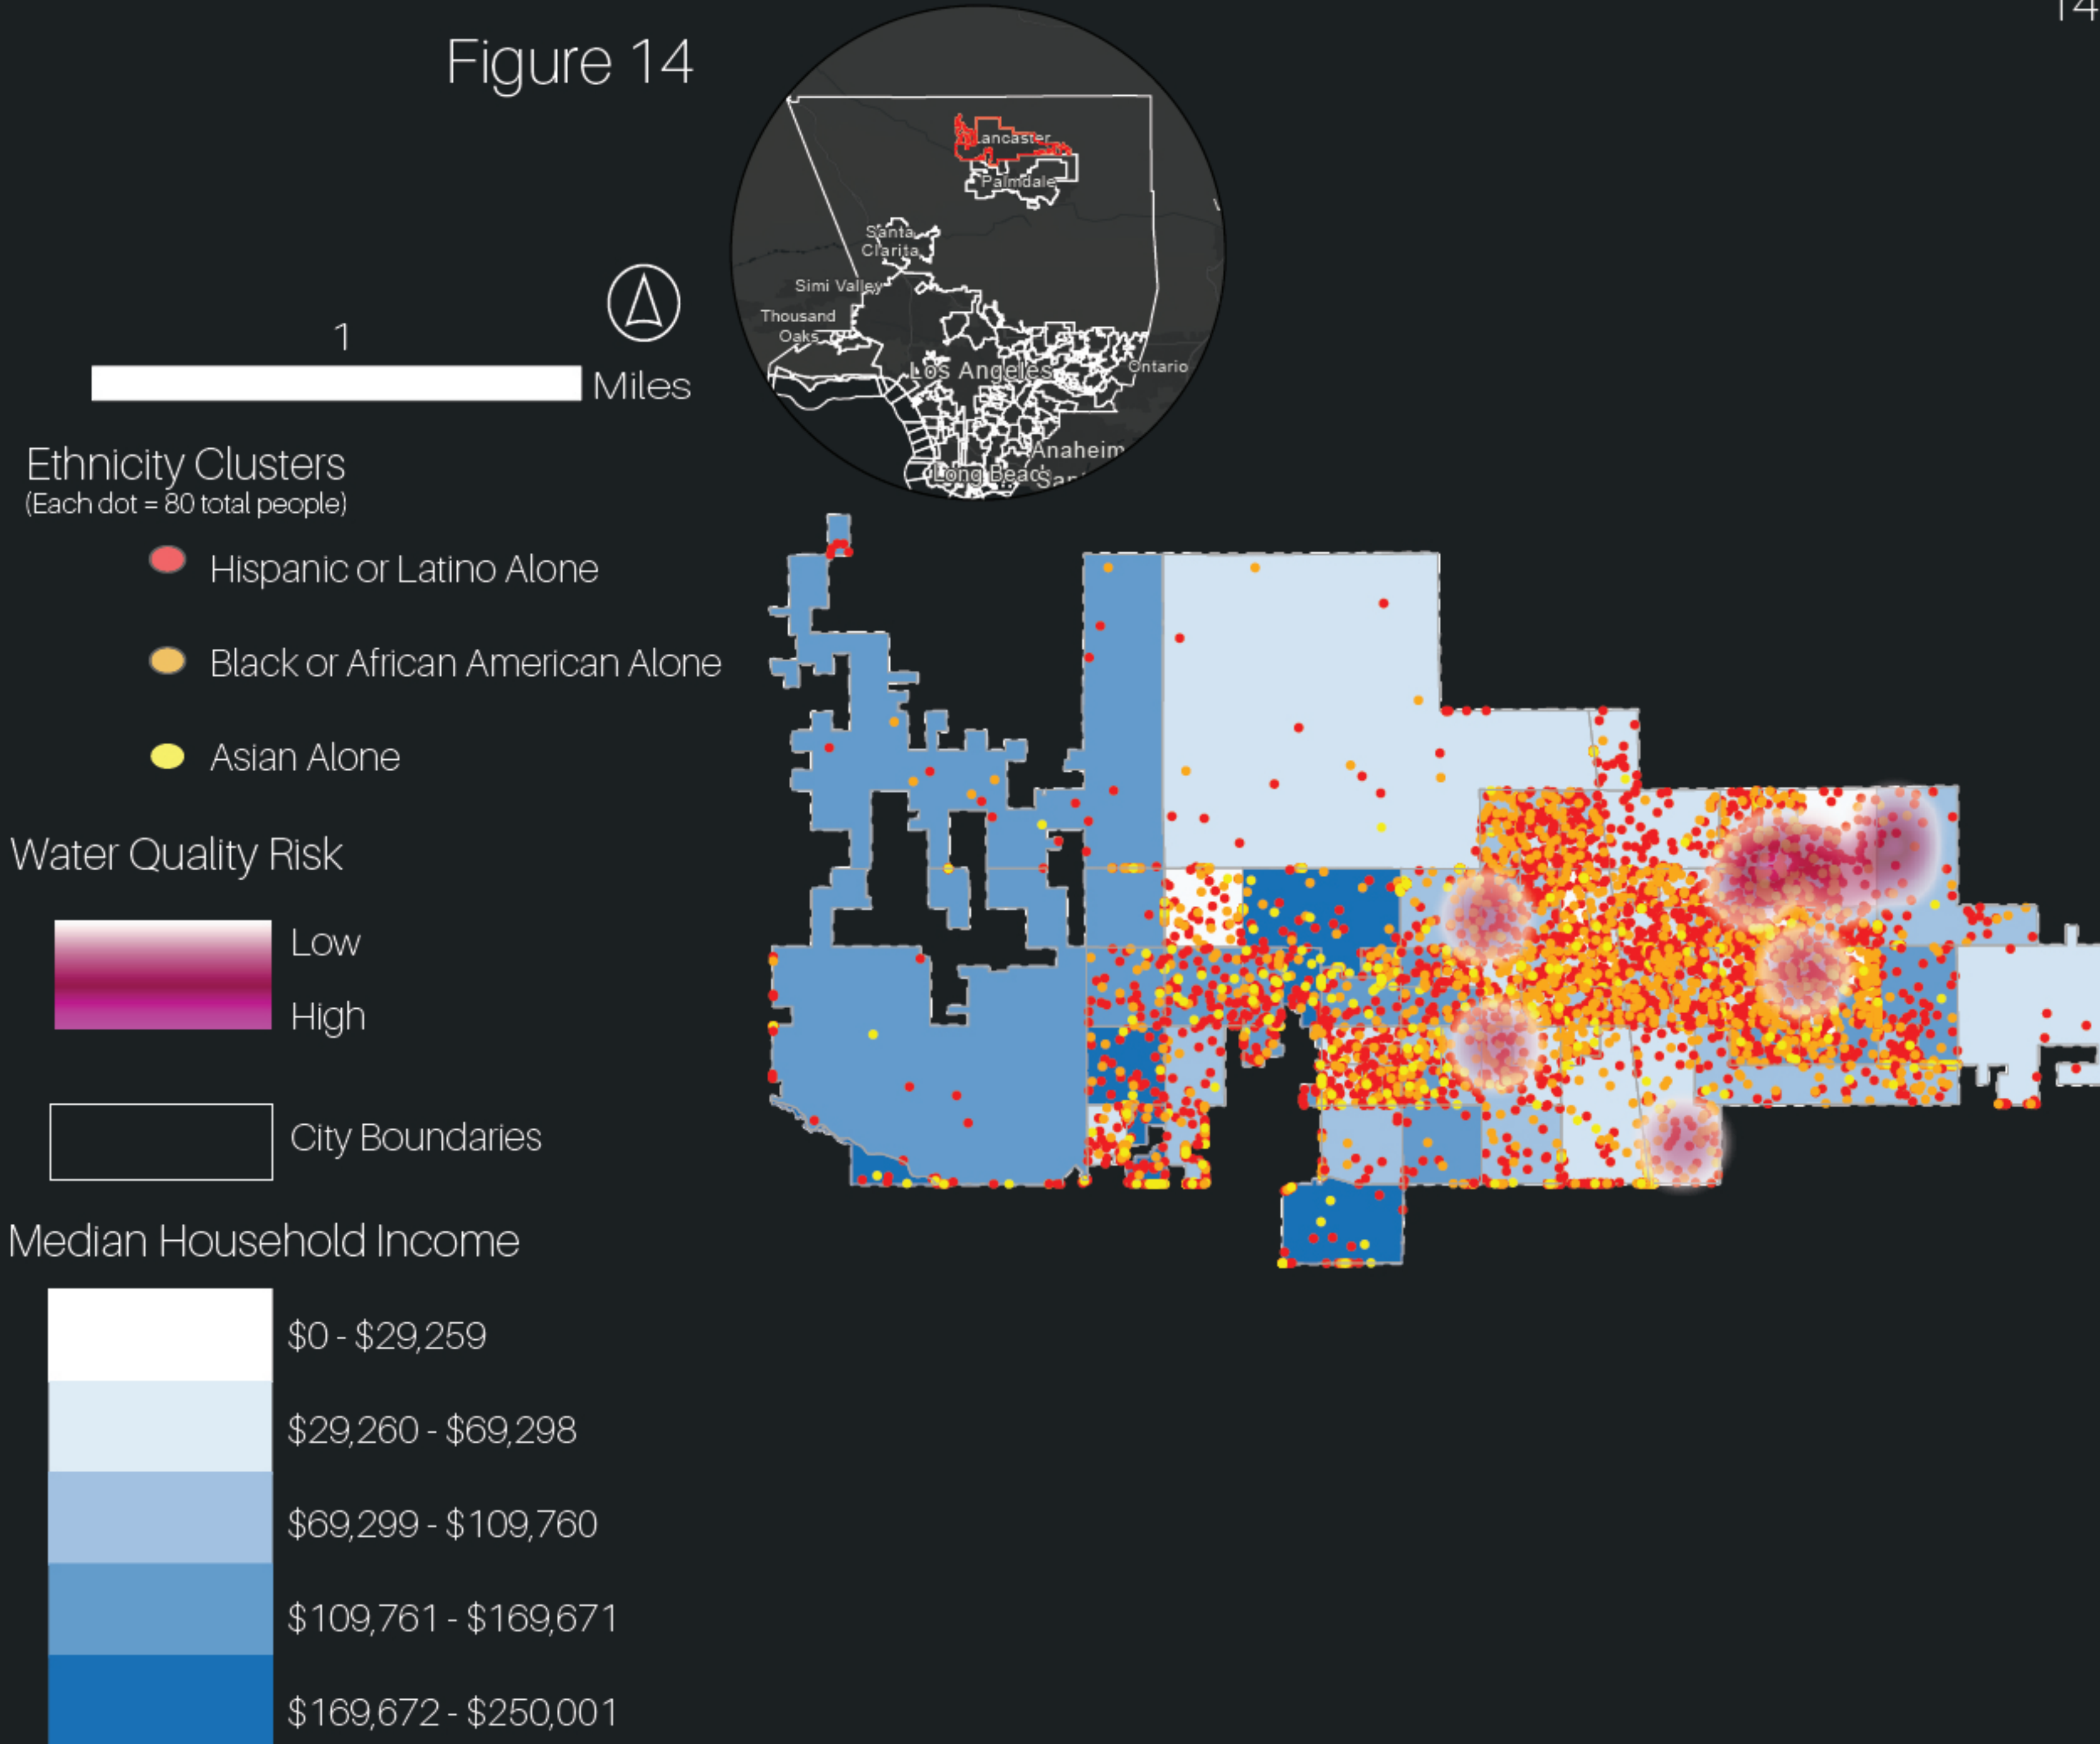 14
Figure 14
Lancaster
Palmdale
Santa
Clarita
Simi Valley
Thousand
Oaks
Los Angeles
Ontario
Anaheim
Long Beach
San
1
Miles
Ethnicity Clusters
(Each dot = 80 total people)
Hispanic or Latino Alone
Black or African American Alone
Asian Alone
Water Quality Risk
Low
High
City Boundaries
Median Household Income
$0 - $29,259
$29,260 - $69,298
$69,299 - $109,760
$109,761 - $169,671
$169,672 - $250,001